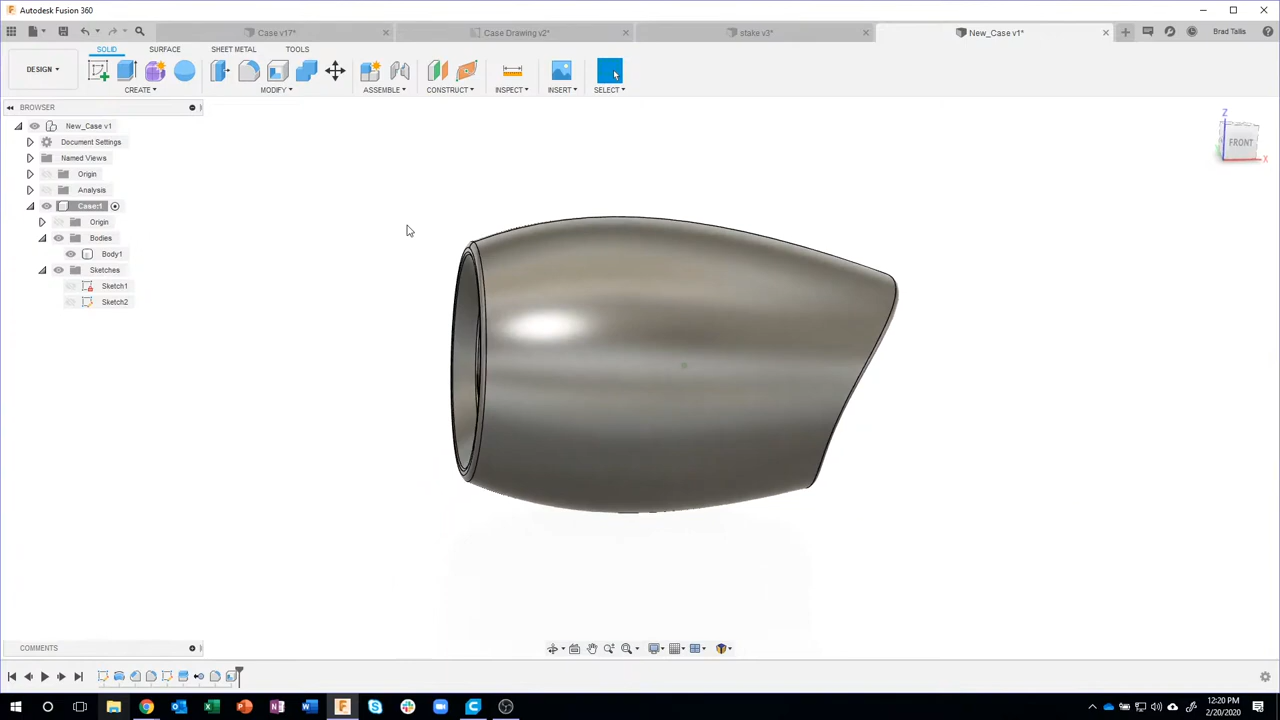 Autodesk Fusion 360
Case v17*
Case Drawing v2*
stake v3*
New_Case v1*
Brad Tallis
DESIGN
SOLID
SURFACE
SHEET METAL
TOOLS
CREATE
MODIFY
ASSEMBLE
CONSTRUCT
INSPECT
INSERT
SELECT
BROWSER
New_Case v1
Document Settings
Named Views
Origin
Analysis
Case:1
Origin
Bodies
Body1
Sketches
Sketch1
Sketch2
Z
FRONT
X
COMMENTS
12:20 PM
2/20/2020